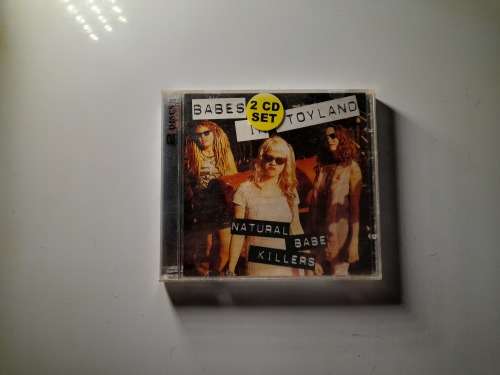 BABES
IN
TOYLAND
2 CD
SET
NATURAL
BABE
KILLERS